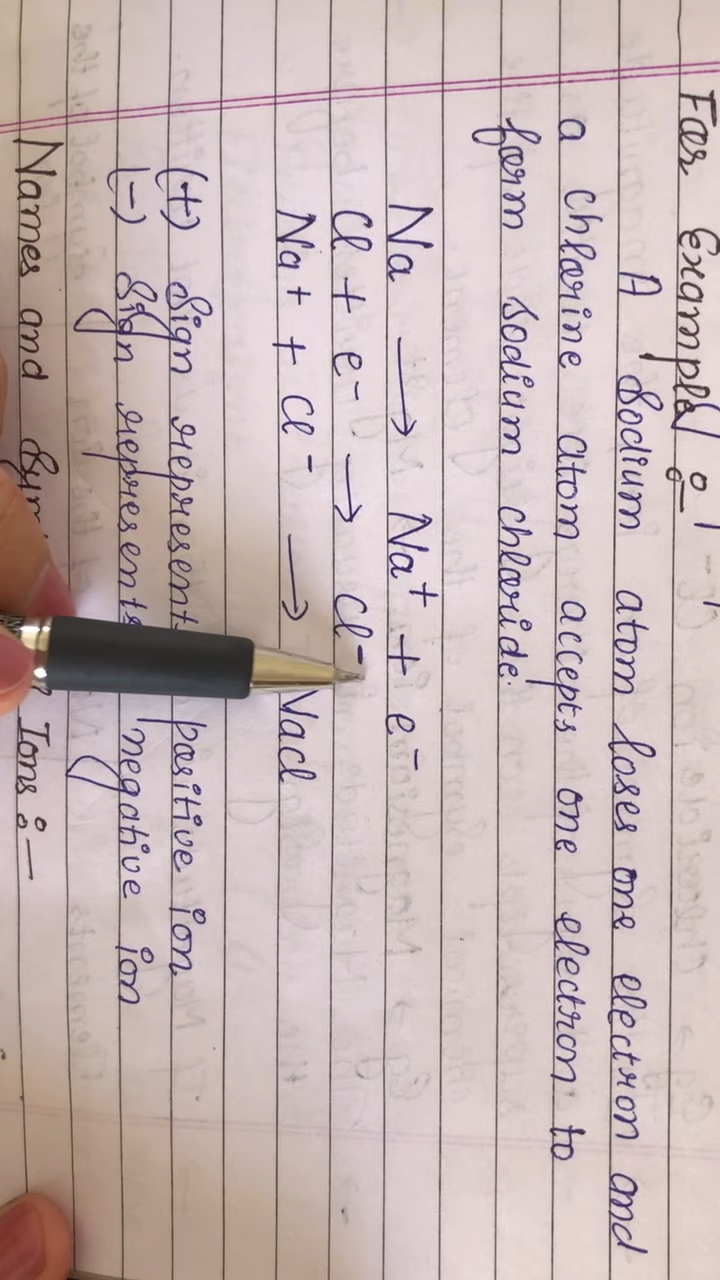 For Example :-
A Sodium atom loses one electron and
a chlorine atom accepts one electron to
form sodium chloride.
Na → Na⁺ + e⁻
Cl + e⁻ → Cl⁻
Na⁺ + Cl⁻ → Nacl
(+) Sign represent positive ion
(-) Sign represents negative ion
Names and Ions :-